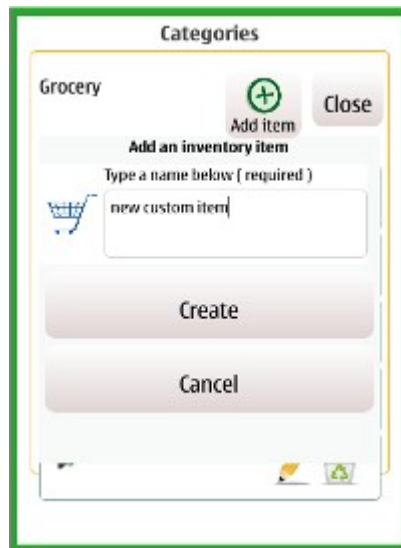 Categories
Grocery
Add item
Close
Add an inventory item
Type a name below ( required )
new custom item
Create
Cancel